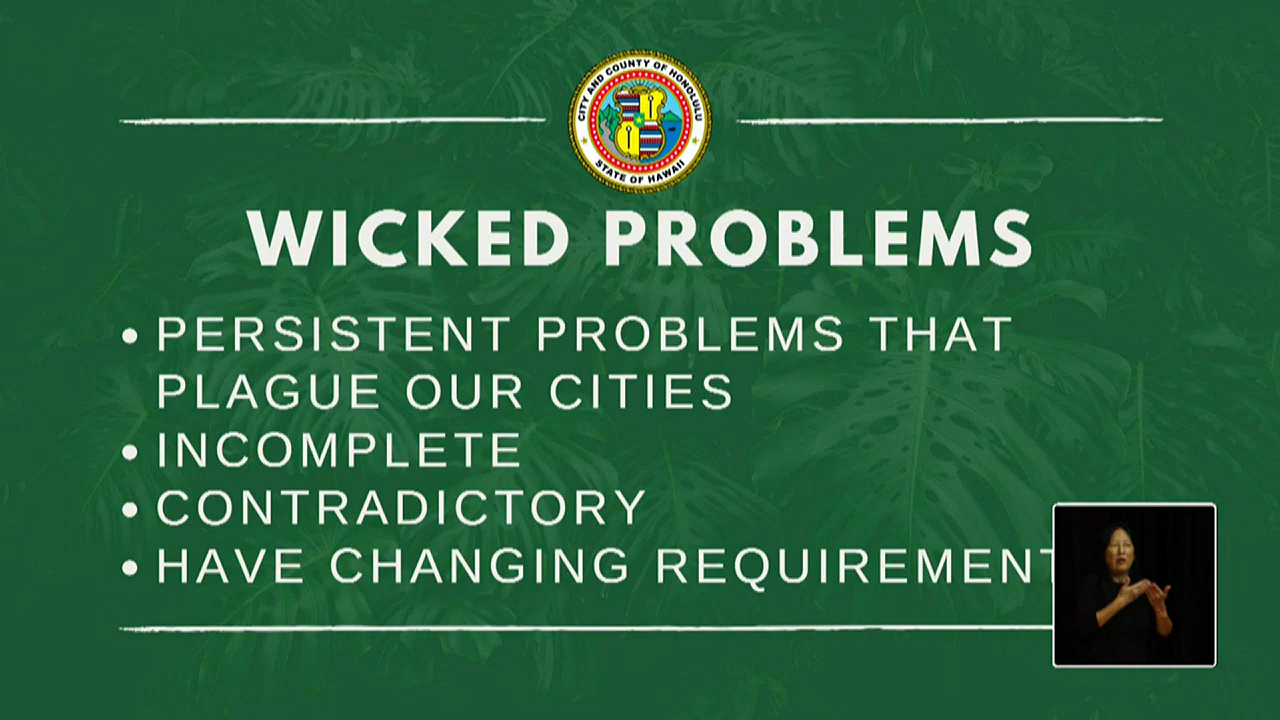 CITY AND COUNTY OF HONOLULU
STATE OF HAWAII
WICKED PROBLEMS
• PERSISTENT PROBLEMS THAT
PLAGUE OUR CITIES
• INCOMPLETE
• CONTRADICTORY
• HAVE CHANGING REQUIREMENT